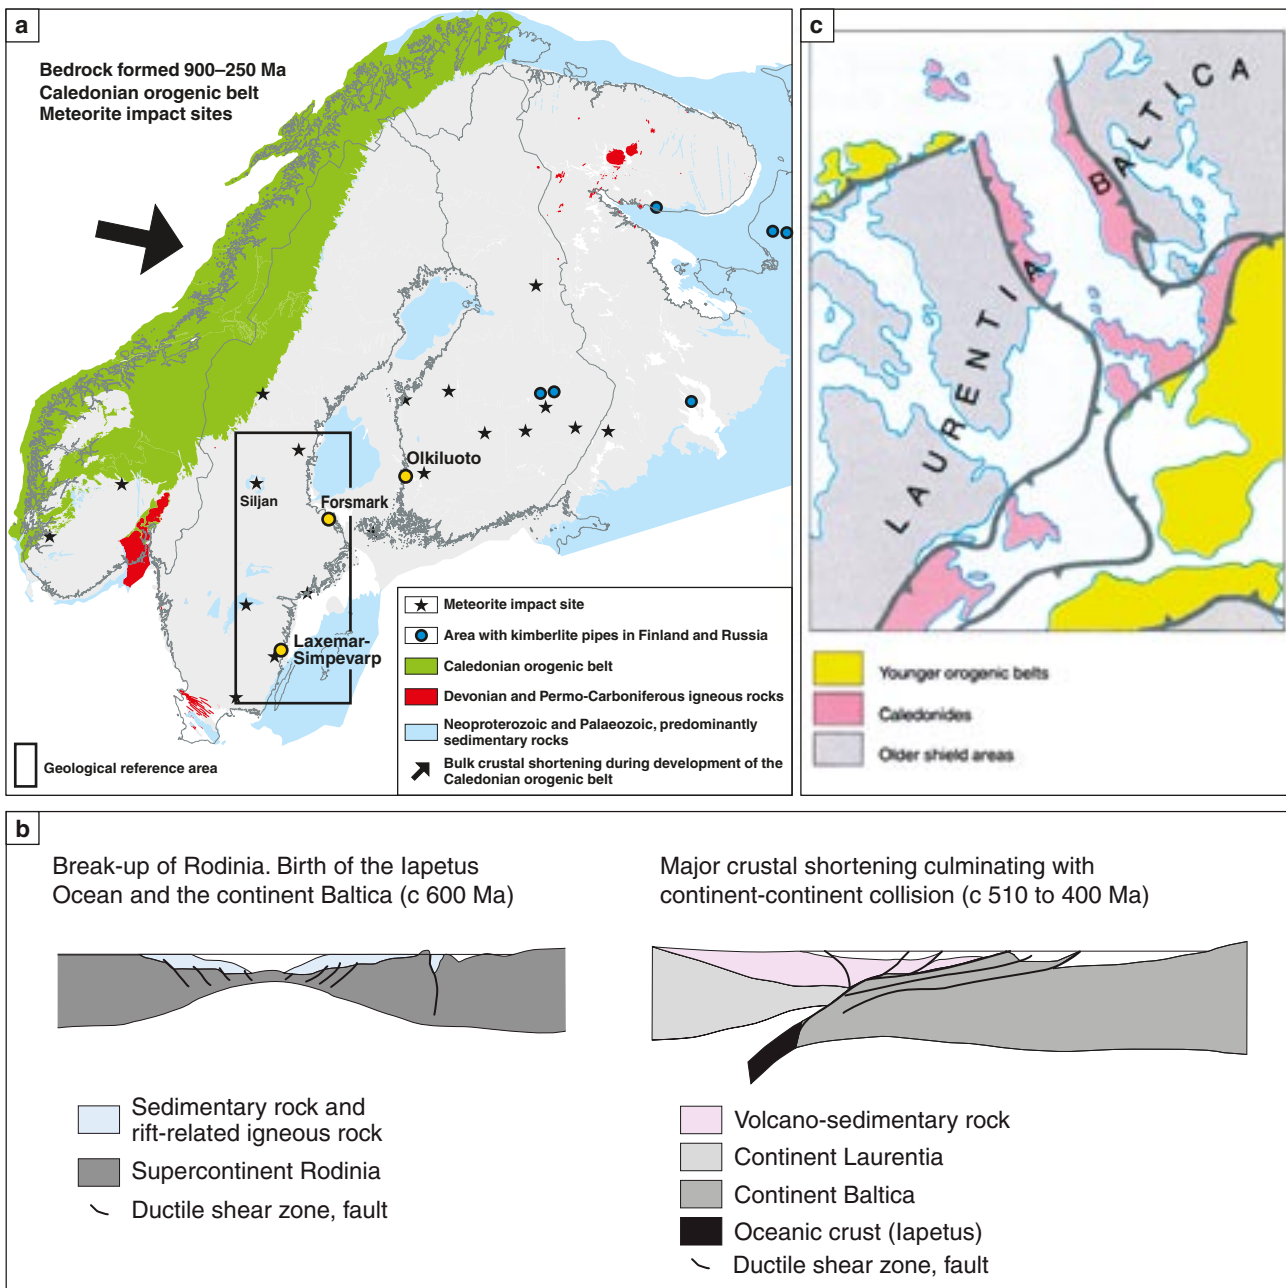 a
Bedrock formed 900–250 Ma
Caledonian orogenic belt
Meteorite impact sites
Olkiluoto
Siljan
Forsmark
Laxemar-
Simpevarp
Geological reference area
Meteorite impact site
Area with kimberlite pipes in Finland and Russia
Caledonian orogenic belt
Devonian and Permo-Carboniferous igneous rocks
Neoproterozoic and Palaeozoic, predominantly
sedimentary rocks
Bulk crustal shortening during development of the
Caledonian orogenic belt
c
BALTICA
LAURENTIA
Younger orogenic belts
Caledonides
Older shield areas
b
Break-up of Rodinia. Birth of the Iapetus
Ocean and the continent Baltica (c 600 Ma)
Sedimentary rock and
rift-related igneous rock
Supercontinent Rodinia
Ductile shear zone, fault
Major crustal shortening culminating with
continent-continent collision (c 510 to 400 Ma)
Volcano-sedimentary rock
Continent Laurentia
Continent Baltica
Oceanic crust (Iapetus)
Ductile shear zone, fault